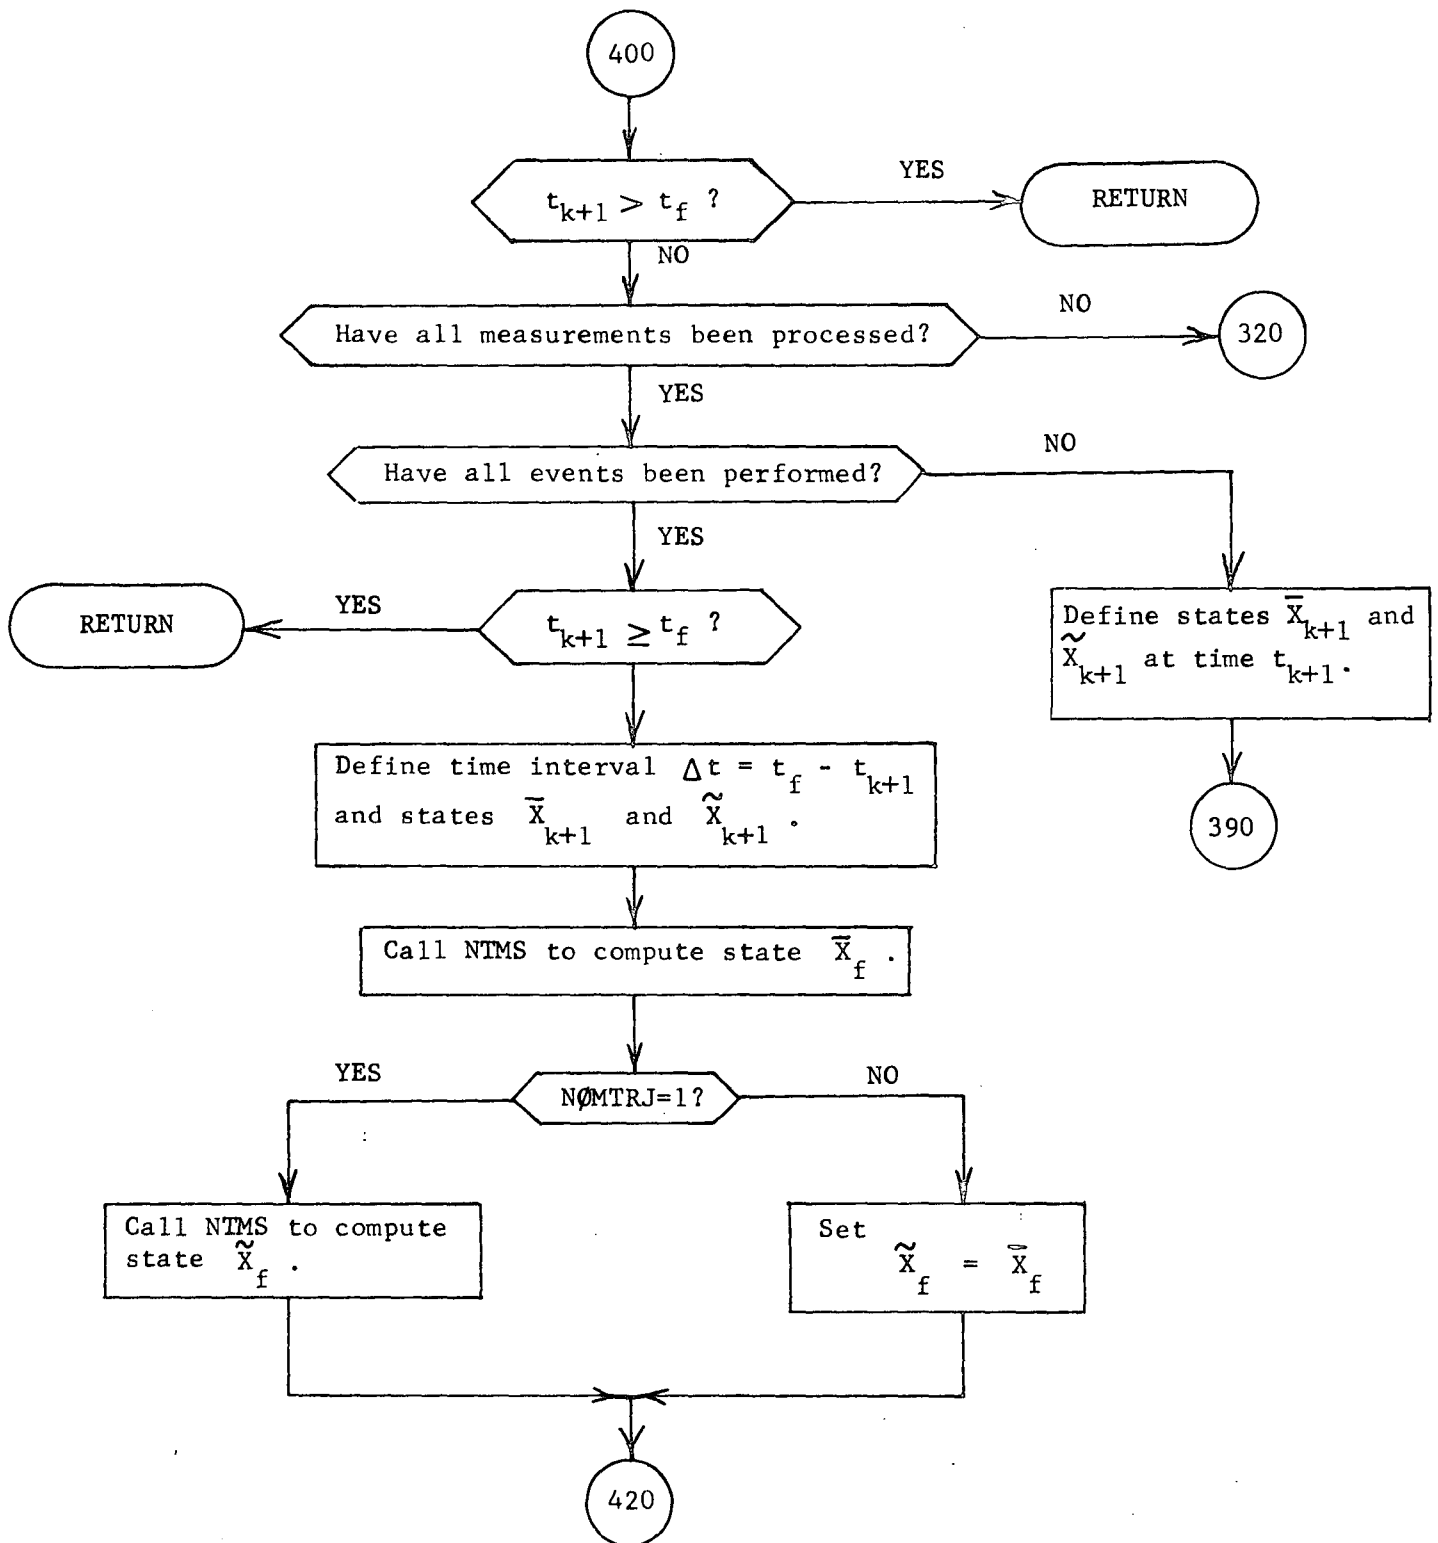 400
t_{k+1} > t_f ?
YES
RETURN
NO
Have all measurements been processed?
NO
320
YES
Have all events been performed?
NO
YES
t_{k+1} ≥ t_f ?
YES
RETURN
Define states X̄_{k+1} and
X̃_{k+1} at time t_{k+1}.
390
Define time interval Δt = t_f - t_{k+1}
and states X̄_{k+1} and X̃_{k+1} .
Call NTMS to compute state X̄_f .
NØMTRJ=1?
YES
NO
Call NTMS to compute
state X̃_f .
Set
X̃_f = X̄_f
420